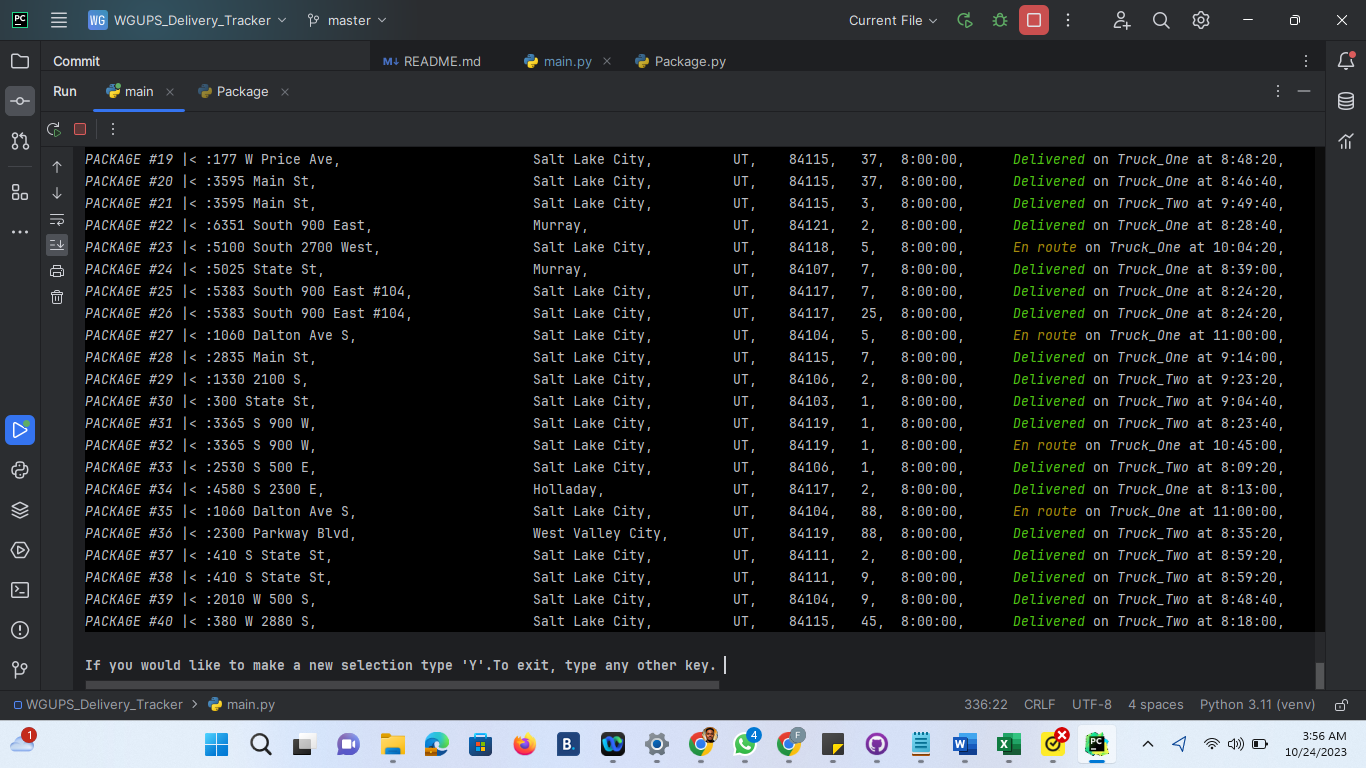 PC WG WGUPS_Delivery_Tracker master Current File
Commit README.md main.py Package.py
Run main Package
PACKAGE #19 |< :177 W Price Ave, Salt Lake City, UT, 84115, 37, 8:00:00, Delivered on Truck_One at 8:48:20,
PACKAGE #20 |< :3595 Main St, Salt Lake City, UT, 84115, 37, 8:00:00, Delivered on Truck_One at 8:46:40,
PACKAGE #21 |< :3595 Main St, Salt Lake City, UT, 84115, 3, 8:00:00, Delivered on Truck_Two at 9:49:40,
PACKAGE #22 |< :6351 South 900 East, Murray, UT, 84121, 2, 8:00:00, Delivered on Truck_One at 8:28:40,
PACKAGE #23 |< :5100 South 2700 West, Salt Lake City, UT, 84118, 5, 8:00:00, En route on Truck_One at 10:04:20,
PACKAGE #24 |< :5025 State St, Murray, UT, 84107, 7, 8:00:00, Delivered on Truck_One at 8:39:00,
PACKAGE #25 |< :5383 South 900 East #104, Salt Lake City, UT, 84117, 7, 8:00:00, Delivered on Truck_One at 8:24:20,
PACKAGE #26 |< :5383 South 900 East #104, Salt Lake City, UT, 84117, 25, 8:00:00, Delivered on Truck_One at 8:24:20,
PACKAGE #27 |< :1060 Dalton Ave S, Salt Lake City, UT, 84104, 5, 8:00:00, En route on Truck_One at 11:00:00,
PACKAGE #28 |< :2835 Main St, Salt Lake City, UT, 84115, 7, 8:00:00, Delivered on Truck_One at 9:14:00,
PACKAGE #29 |< :1330 2100 S, Salt Lake City, UT, 84106, 2, 8:00:00, Delivered on Truck_Two at 9:23:20,
PACKAGE #30 |< :300 State St, Salt Lake City, UT, 84103, 1, 8:00:00, Delivered on Truck_Two at 9:04:40,
PACKAGE #31 |< :3365 S 900 W, Salt Lake City, UT, 84119, 1, 8:00:00, Delivered on Truck_Two at 8:23:40,
PACKAGE #32 |< :3365 S 900 W, Salt Lake City, UT, 84119, 1, 8:00:00, En route on Truck_One at 10:45:00,
PACKAGE #33 |< :2530 S 500 E, Salt Lake City, UT, 84106, 1, 8:00:00, Delivered on Truck_Two at 8:09:20,
PACKAGE #34 |< :4580 S 2300 E, Holladay, UT, 84117, 2, 8:00:00, Delivered on Truck_One at 8:13:00,
PACKAGE #35 |< :1060 Dalton Ave S, Salt Lake City, UT, 84104, 88, 8:00:00, En route on Truck_One at 11:00:00,
PACKAGE #36 |< :2300 Parkway Blvd, West Valley City, UT, 84119, 88, 8:00:00, Delivered on Truck_Two at 8:35:20,
PACKAGE #37 |< :410 S State St, Salt Lake City, UT, 84111, 2, 8:00:00, Delivered on Truck_Two at 8:59:20,
PACKAGE #38 |< :410 S State St, Salt Lake City, UT, 84111, 9, 8:00:00, Delivered on Truck_Two at 8:59:20,
PACKAGE #39 |< :2010 W 500 S, Salt Lake City, UT, 84104, 9, 8:00:00, Delivered on Truck_Two at 8:48:40,
PACKAGE #40 |< :380 W 2880 S, Salt Lake City, UT, 84115, 45, 8:00:00, Delivered on Truck_Two at 8:18:00,
If you would like to make a new selection type 'Y'.To exit, type any other key.
WGUPS_Delivery_Tracker > main.py 336:22 CRLF UTF-8 4 spaces Python 3.11 (venv)
1 B. 4 F 3:56 AM
10/24/2023